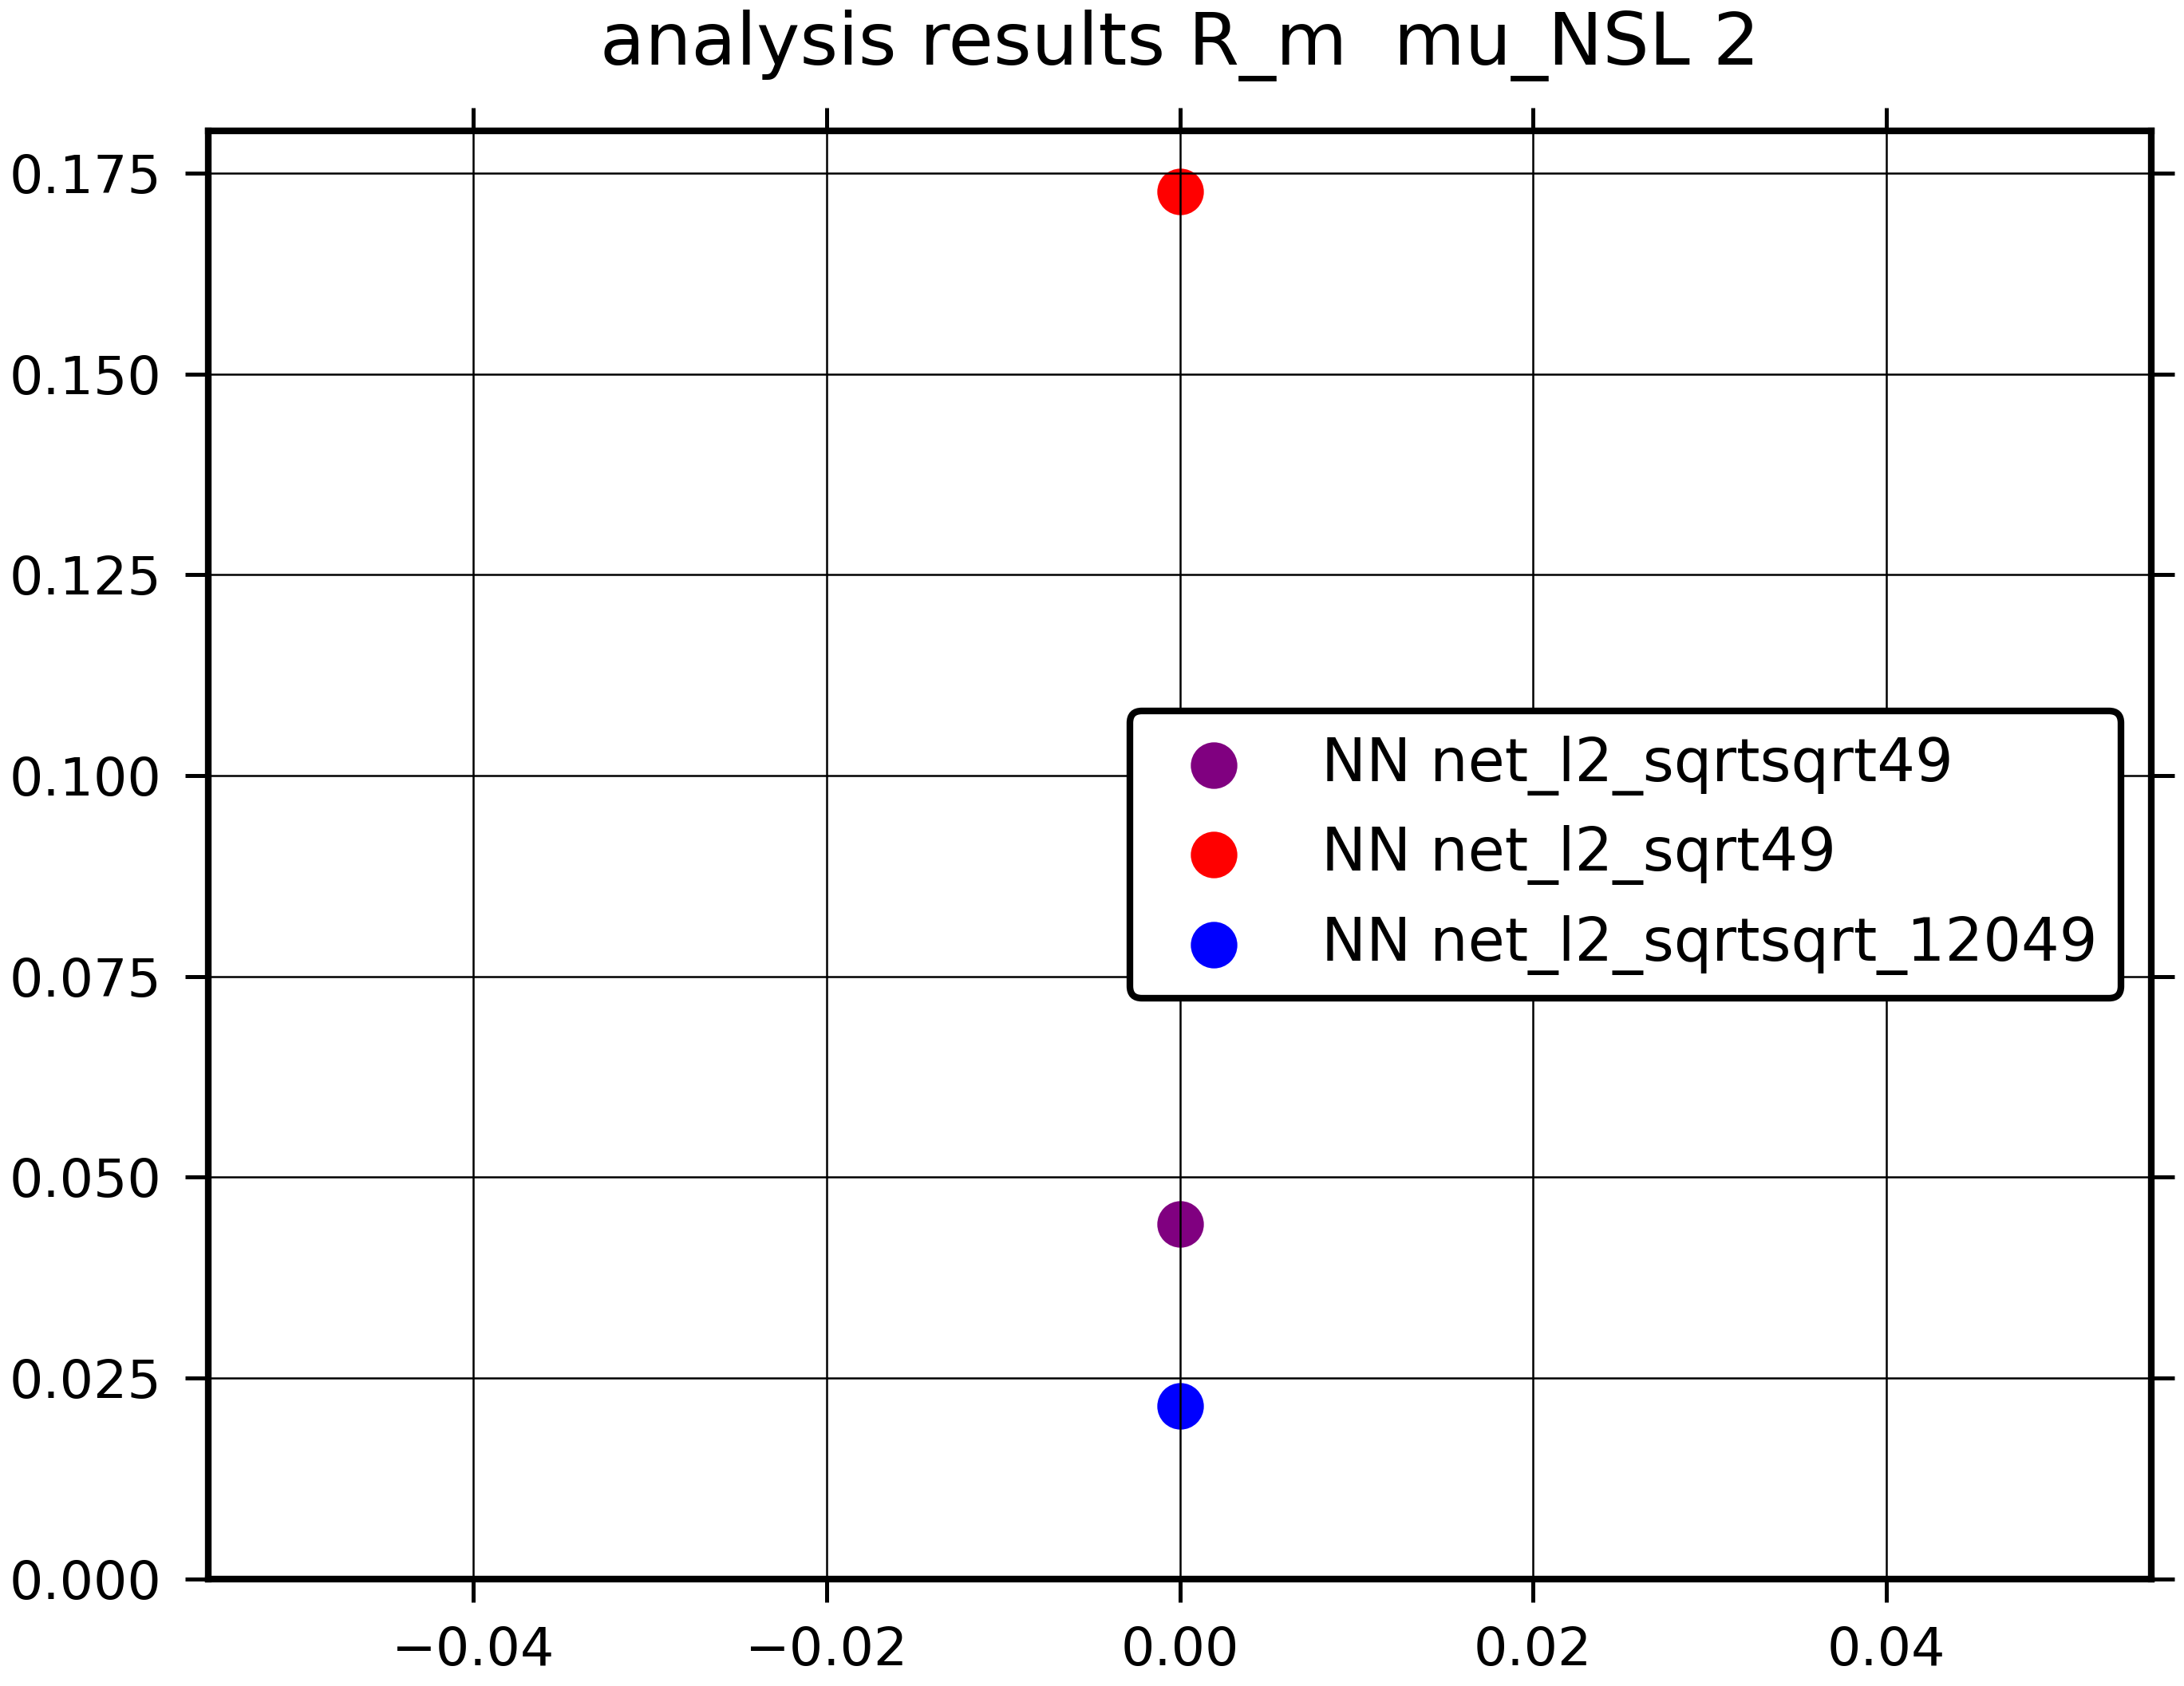 analysis results R_m  mu_NSL 2
0.175
0.150
0.125
0.100
0.075
0.050
0.025
0.000
NN net_l2_sqrtsqrt49
NN net_l2_sqrt49
NN net_l2_sqrtsqrt_12049
−0.04 −0.02 0.00 0.02 0.04